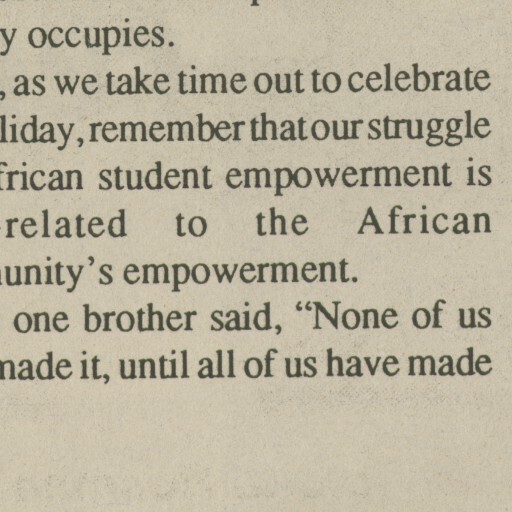 y occupies.
, as we take time out to celebrate
liday, remember that our struggle
frican student empowerment is
-related to the African
unity's empowerment.
one brother said, “None of us
made it, until all of us have made